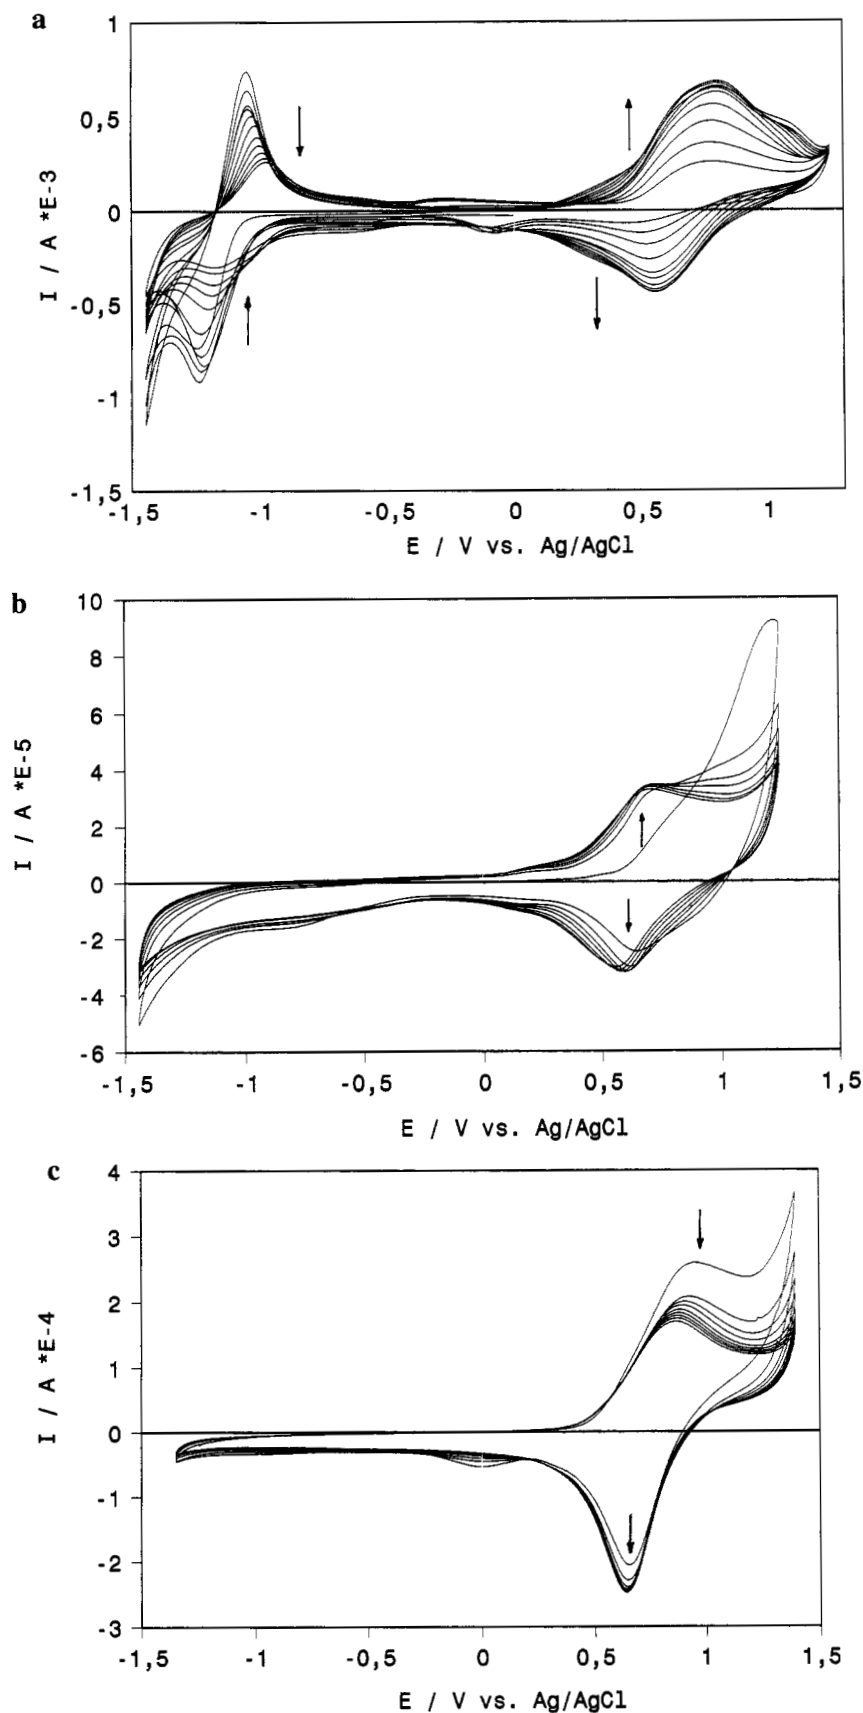 a
1
0,5
0
-0,5
-1
-1,5
I / A *E-3
-1,5 -1 -0,5 0 0,5 1
E / V vs. Ag/AgCl
b
10
8
6
4
2
0
-2
-4
-6
I / A *E-5
-1,5 -1 -0,5 0 0,5 1 1,5
E / V vs. Ag/AgCl
c
4
3
2
1
0
-1
-2
-3
I / A *E-4
-1,5 -1 -0,5 0 0,5 1 1,5
E / V vs. Ag/AgCl